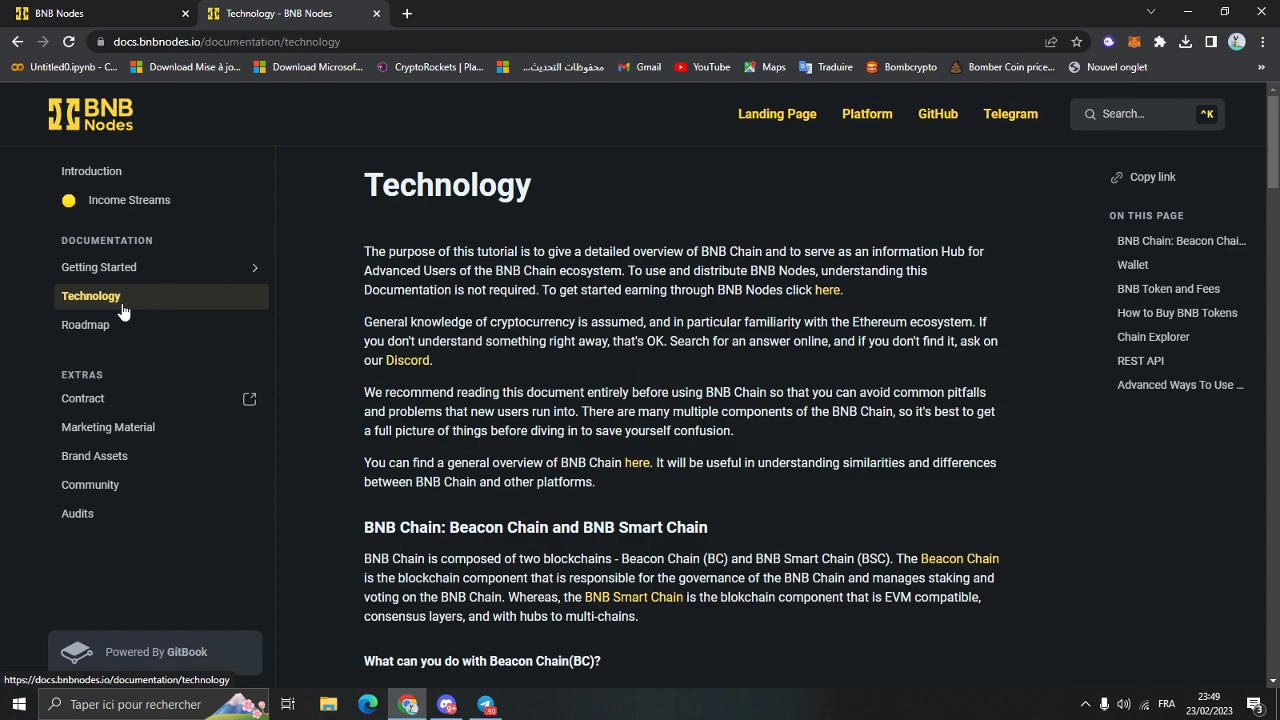 BNB Nodes
Technology - BNB Nodes
docs.bnbnodes.io/documentation/technology
Untitled0.ipynb - C...
Download Mise à jo...
Download Microsof...
CryptoRockets | Pla...
محفوظات التحديث...
Gmail
YouTube
Maps
Traduire
Bombcrypto
Bomber Coin price...
Nouvel onglet
»
BNB
Nodes
Landing Page
Platform
GitHub
Telegram
Search...
^K
Introduction
Income Streams
DOCUMENTATION
Getting Started
Technology
Roadmap
EXTRAS
Contract
Marketing Material
Brand Assets
Community
Audits
Powered By GitBook
https://docs.bnbnodes.io/documentation/technology
Technology
The purpose of this tutorial is to give a detailed overview of BNB Chain and to serve as an information Hub for
Advanced Users of the BNB Chain ecosystem. To use and distribute BNB Nodes, understanding this
Documentation is not required. To get started earning through BNB Nodes click here.
General knowledge of cryptocurrency is assumed, and in particular familiarity with the Ethereum ecosystem. If
you don't understand something right away, that's OK. Search for an answer online, and if you don't find it, ask on
our Discord.
We recommend reading this document entirely before using BNB Chain so that you can avoid common pitfalls
and problems that new users run into. There are many multiple components of the BNB Chain, so it's best to get
a full picture of things before diving in to save yourself confusion.
You can find a general overview of BNB Chain here. It will be useful in understanding similarities and differences
between BNB Chain and other platforms.
BNB Chain: Beacon Chain and BNB Smart Chain
BNB Chain is composed of two blockchains - Beacon Chain (BC) and BNB Smart Chain (BSC). The Beacon Chain
is the blockchain component that is responsible for the governance of the BNB Chain and manages staking and
voting on the BNB Chain. Whereas, the BNB Smart Chain is the blokchain component that is EVM compatible,
consensus layers, and with hubs to multi-chains.
What can you do with Beacon Chain(BC)?
Copy link
ON THIS PAGE
BNB Chain: Beacon Chai...
Wallet
BNB Token and Fees
How to Buy BNB Tokens
Chain Explorer
REST API
Advanced Ways To Use ...
Taper ici pour rechercher
FRA
23:49
23/02/2023